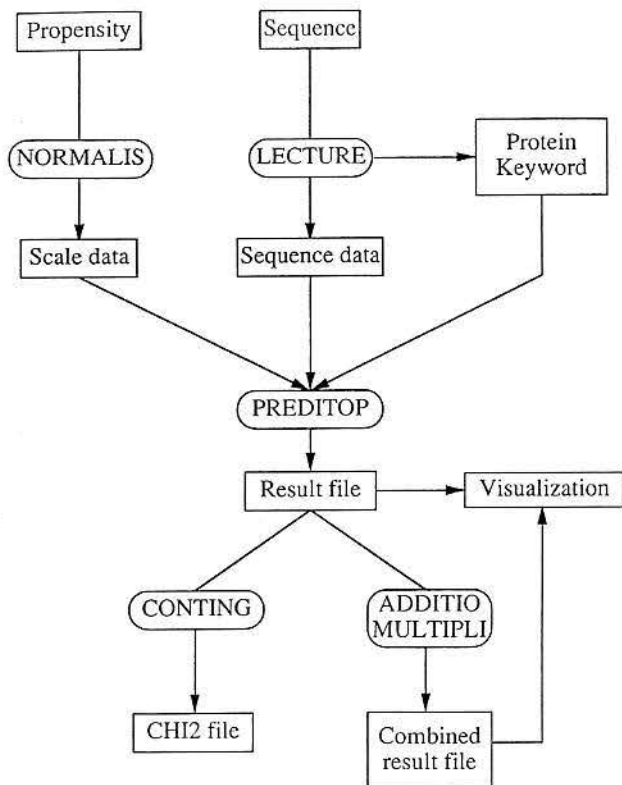 Propensity
Sequence
NORMALIS
LECTURE
Protein
Keyword
Scale data
Sequence data
PREDITOP
Result file
Visualization
CONTING
ADDITIO
MULTIPLI
CHI2 file
Combined
result file